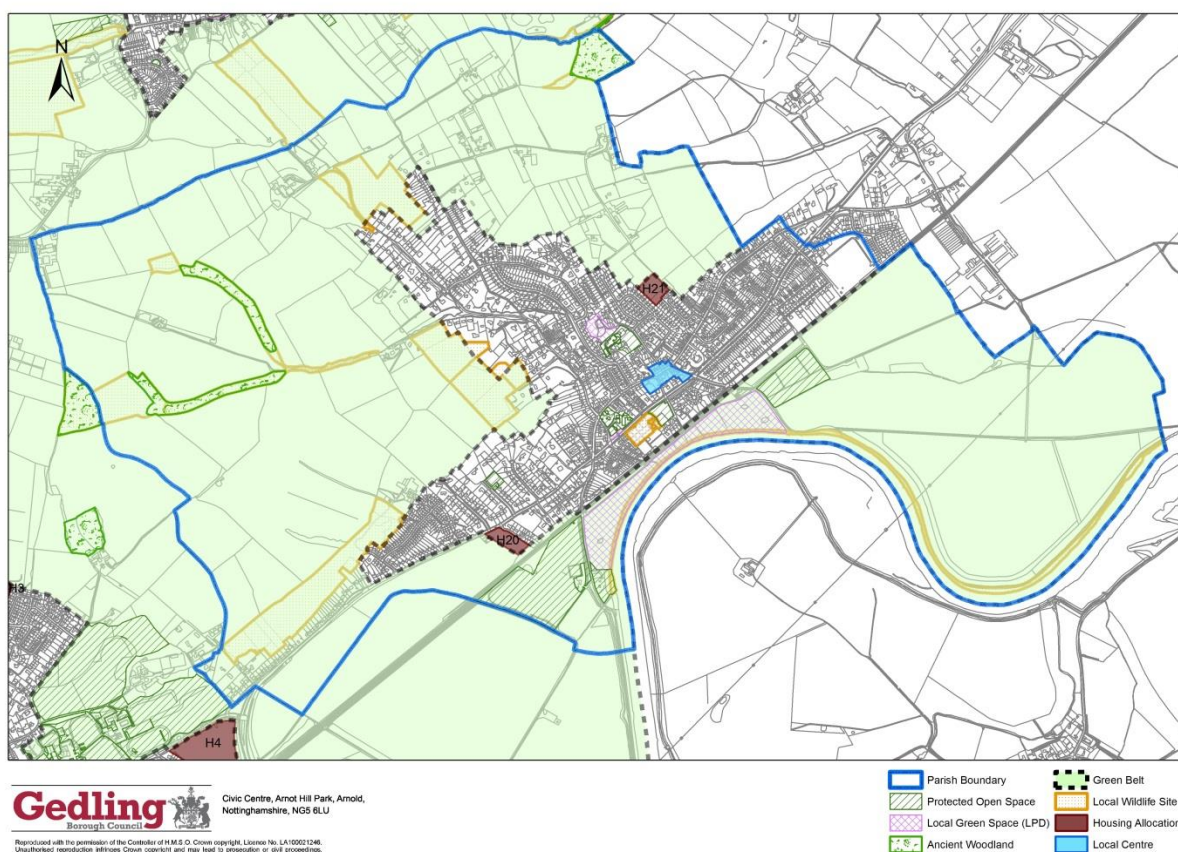 N
H21
H20
H3
H4
Gedling
Borough Council
Civic Centre, Arnot Hill Park, Arnold,
Nottinghamshire, NG5 6LU
Reproduced with the permission of the Controller of H.M.S.O. Crown copyright, Licence No. LA100021246.
Unauthorised reproduction infringes Crown copyright and may lead to prosecution or civil proceedings.
Parish Boundary
Protected Open Space
Local Green Space (LPD)
Ancient Woodland
Green Belt
Local Wildlife Site
Housing Allocation
Local Centre